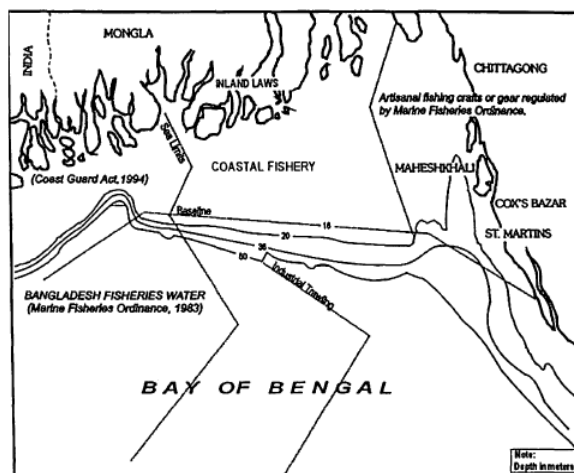 MONGLA
INDIA
CHITTAGONG
INLAND LAWS
Artisanal fishing crafts or gear regulated
by Marine Fisheries Ordinance.
Sea Limits
COASTAL FISHERY
MAHESHKHALI
(Coast Guard Act, 1994)
COX'S BAZAR
Baseline
18
20
ST. MARTINS
36
50
Industrial Trawling
BANGLADESH FISHERIES WATER
(Marine Fisheries Ordinance, 1983)
BAY OF BENGAL
Note:
Depth in meters